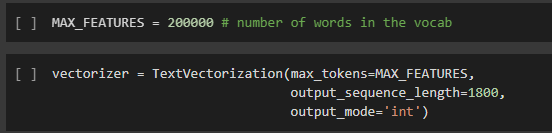 [ ] MAX_FEATURES = 200000 # number of words in the vocab
[ ] vectorizer = TextVectorization(max_tokens=MAX_FEATURES,
output_sequence_length=1800,
output_mode='int')